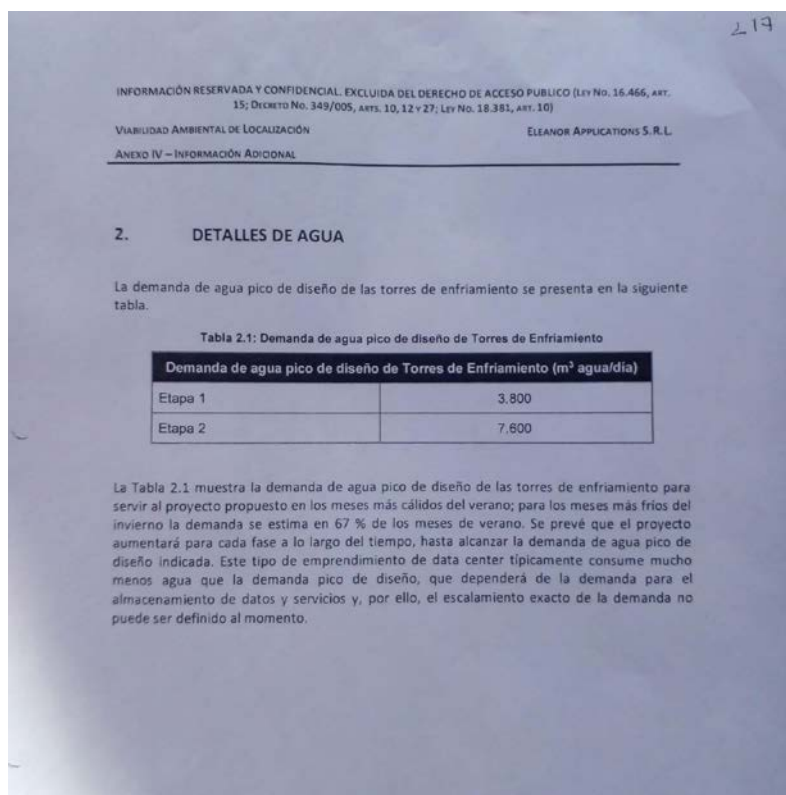 217
INFORMACIÓN RESERVADA Y CONFIDENCIAL. EXCLUIDA DEL DERECHO DE ACCESO PUBLICO (LEY NO. 16.466, ART.
15; DECRETO NO. 349/005, ARTS. 10, 12 Y 27; LEY NO. 18.381, ART. 10)
VIABILIDAD AMBIENTAL DE LOCALIZACIÓN ELEANOR APPLICATIONS S.R.L.
ANEXO IV – INFORMACIÓN ADICIONAL
2. DETALLES DE AGUA
La demanda de agua pico de diseño de las torres de enfriamiento se presenta en la siguiente
tabla.
Tabla 2.1: Demanda de agua pico de diseño de Torres de Enfriamiento
Demanda de agua pico de diseño de Torres de Enfriamiento (m³ agua/día)
Etapa 1 3.800
Etapa 2 7.600
La Tabla 2.1 muestra la demanda de agua pico de diseño de las torres de enfriamiento para
servir al proyecto propuesto en los meses más cálidos del verano; para los meses más fríos del
invierno la demanda se estima en 67 % de los meses de verano. Se prevé que el proyecto
aumentará para cada fase a lo largo del tiempo, hasta alcanzar la demanda de agua pico de
diseño indicada. Este tipo de emprendimiento de data center típicamente consume mucho
menos agua que la demanda pico de diseño, que dependerá de la demanda para el
almacenamiento de datos y servicios y, por ello, el escalamiento exacto de la demanda no
puede ser definido al momento.